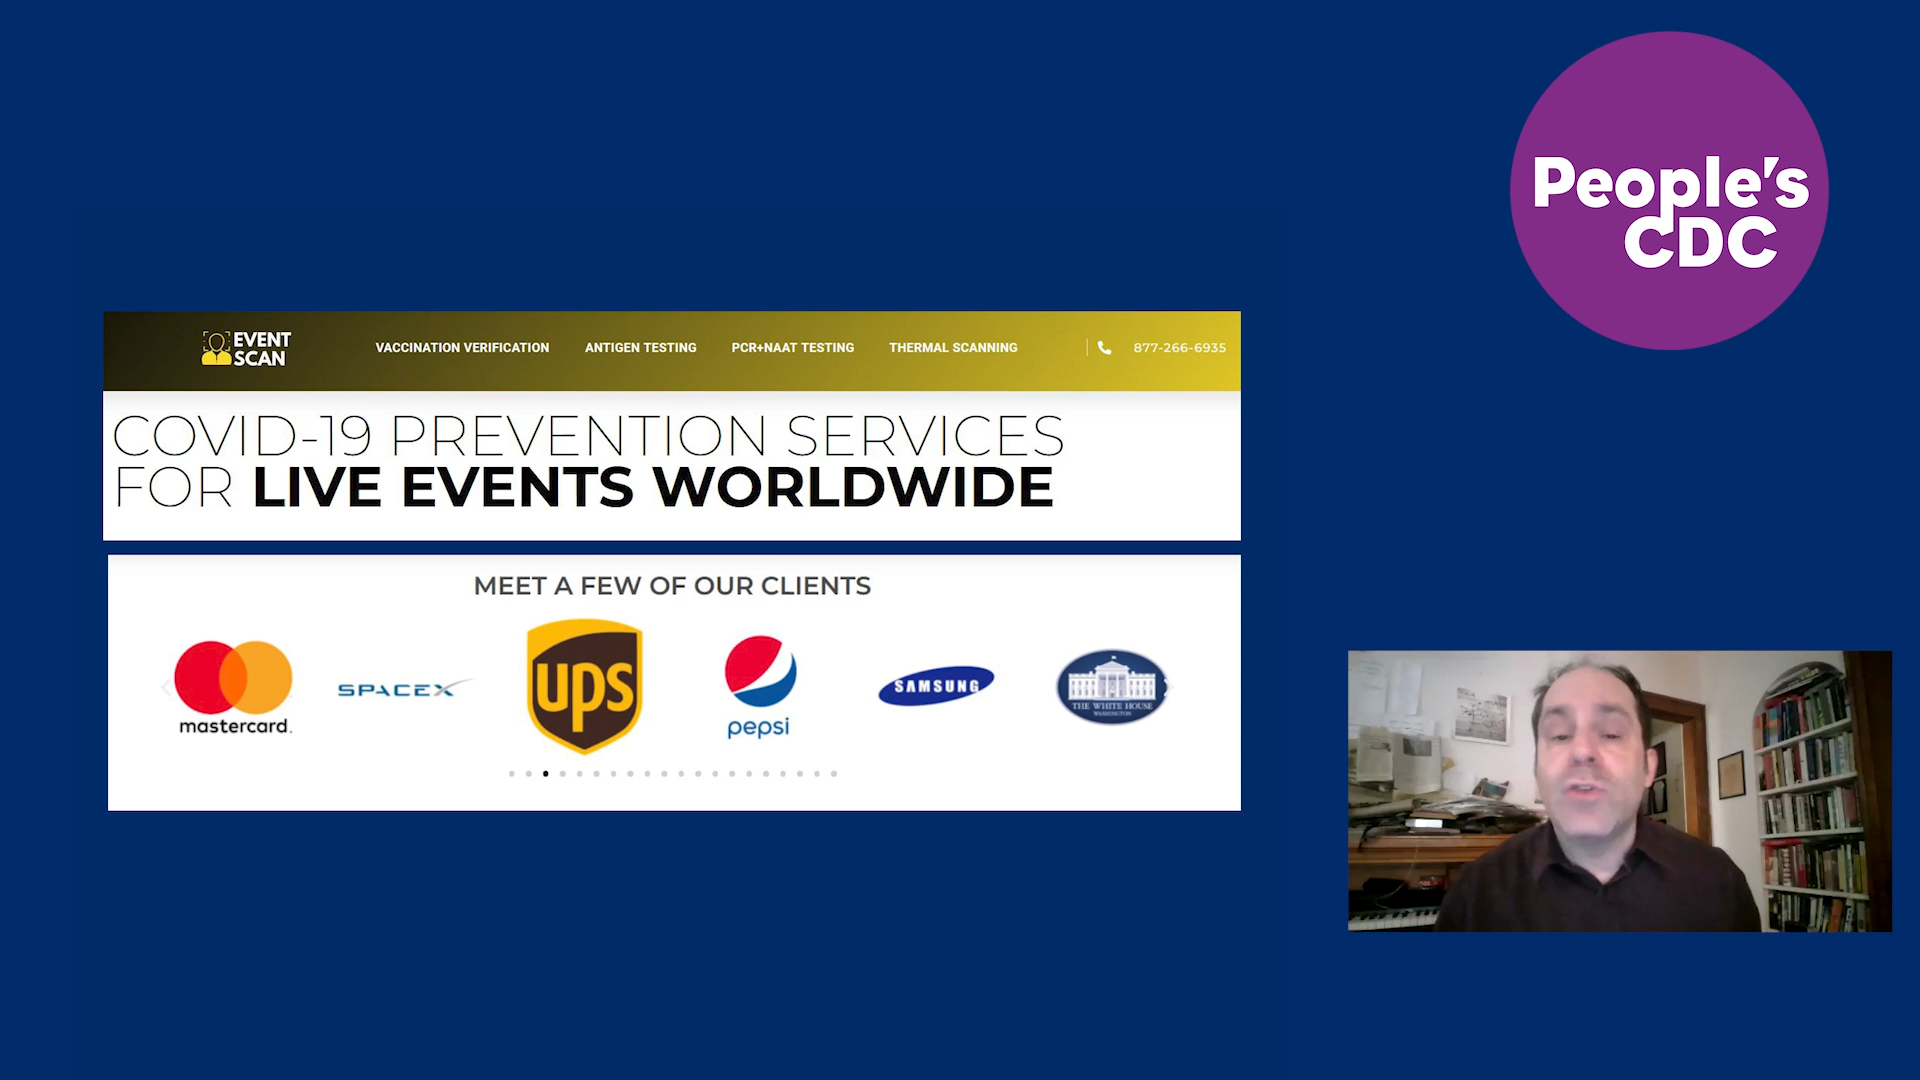 People's
CDC
EVENT
SCAN
VACCINATION VERIFICATION
ANTIGEN TESTING
PCR+NAAT TESTING
THERMAL SCANNING
877-266-6935
COVID-19 PREVENTION SERVICES
FOR LIVE EVENTS WORLDWIDE
MEET A FEW OF OUR CLIENTS
mastercard.
SPACEX
ups
pepsi
SAMSUNG
THE WHITE HOUSE
WASHINGTON